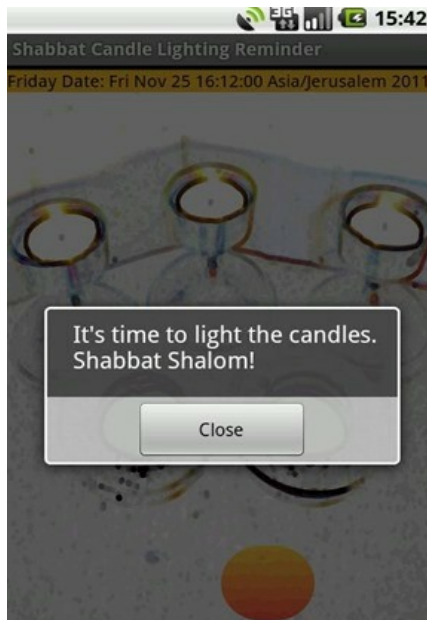 3G 15:42
Shabbat Candle Lighting Reminder
Friday Date: Fri Nov 25 16:12:00 Asia/Jerusalem 2011
It's time to light the candles.
Shabbat Shalom!
Close